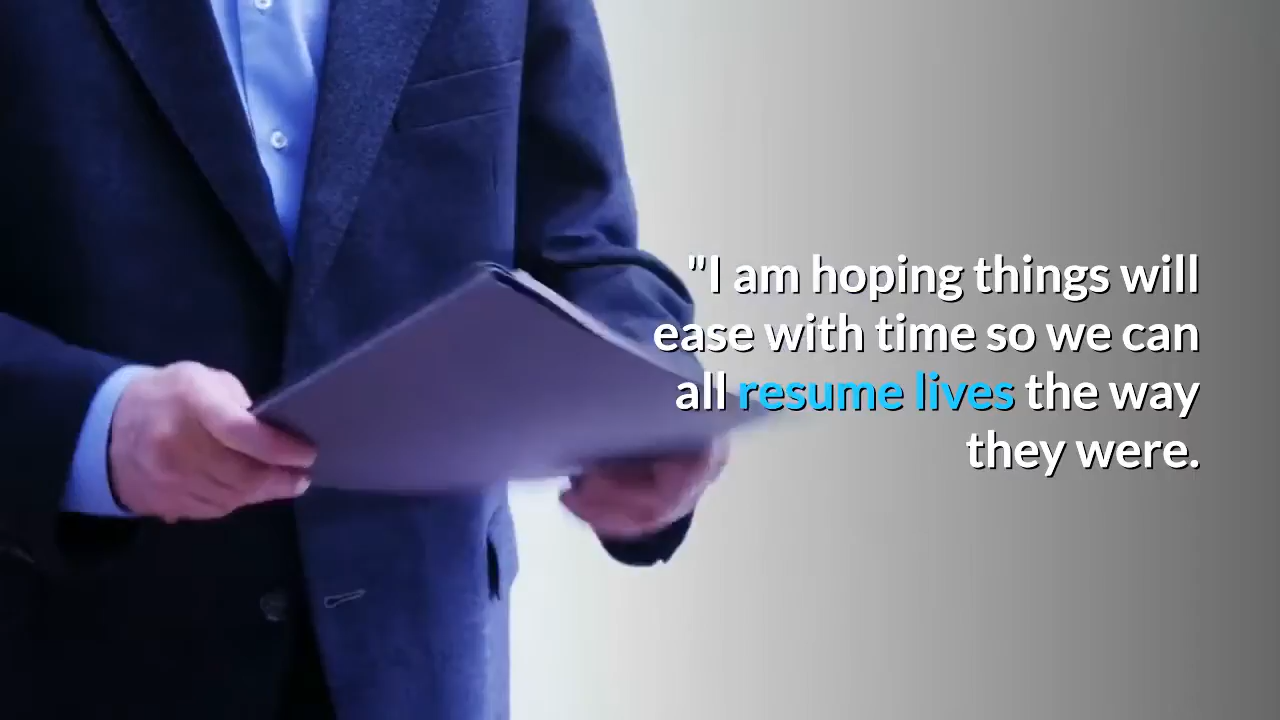 "I am hoping things will
ease with time so we can
all resume lives the way
they were.